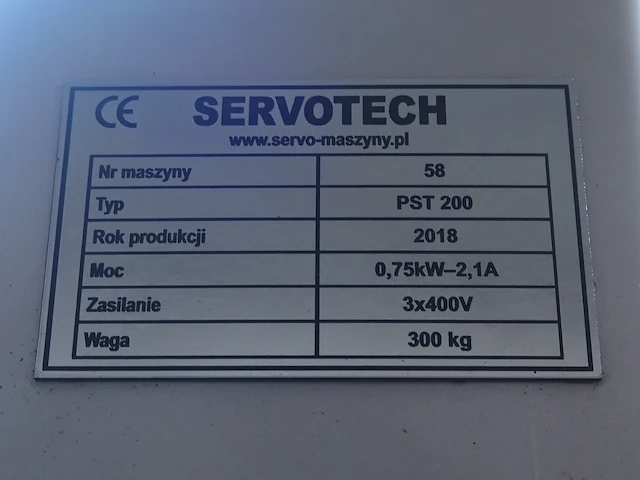 CE SERVOTECH
www.servo-maszyny.pl
Nr maszyny 58
Typ PST 200
Rok produkcji 2018
Moc 0,75kW–2,1A
Zasilanie 3x400V
Waga 300 kg